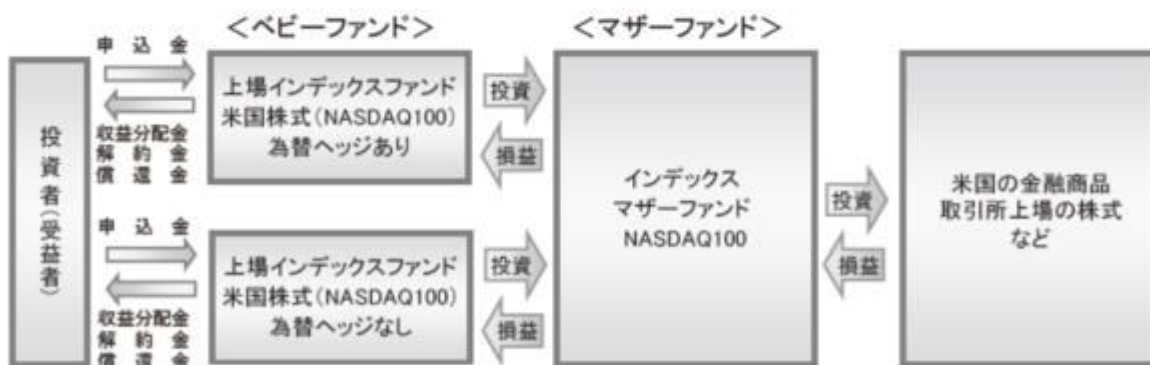 ＜ベビーファンド＞
＜マザーファンド＞
投資者(受益者)
申込金
収益分配金
解約金
償還金
上場インデックスファンド
米国株式(NASDAQ100)
為替ヘッジあり
投資
損益
申込金
収益分配金
解約金
償還金
上場インデックスファンド
米国株式(NASDAQ100)
為替ヘッジなし
投資
損益
インデックス
マザーファンド
NASDAQ100
投資
損益
米国の金融商品
取引所上場の株式
など